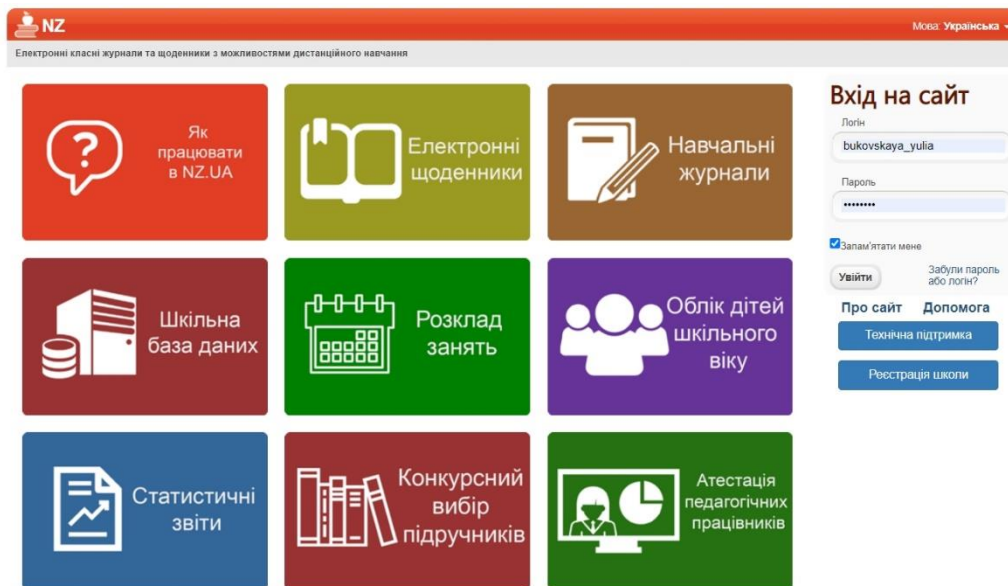 NZ
Мова: Українська
Електронні класні журнали та щоденники з можливостями дистанційного навчання
Як
працювати
в NZ.UA
Електронні
щоденники
Навчальні
журнали
Шкільна
база даних
Розклад
занять
Облік дітей
шкільного
віку
Статистичні
звіти
Конкурсний
вибір
підручників
Атестація
педагогічних
працівників
Вхід на сайт
Логін
bukovskaya_yulia
Пароль
••••••••
Запам'ятати мене
Увійти
Забули пароль
або логін?
Про сайт Допомога
Технічна підтримка
Реєстрація школи